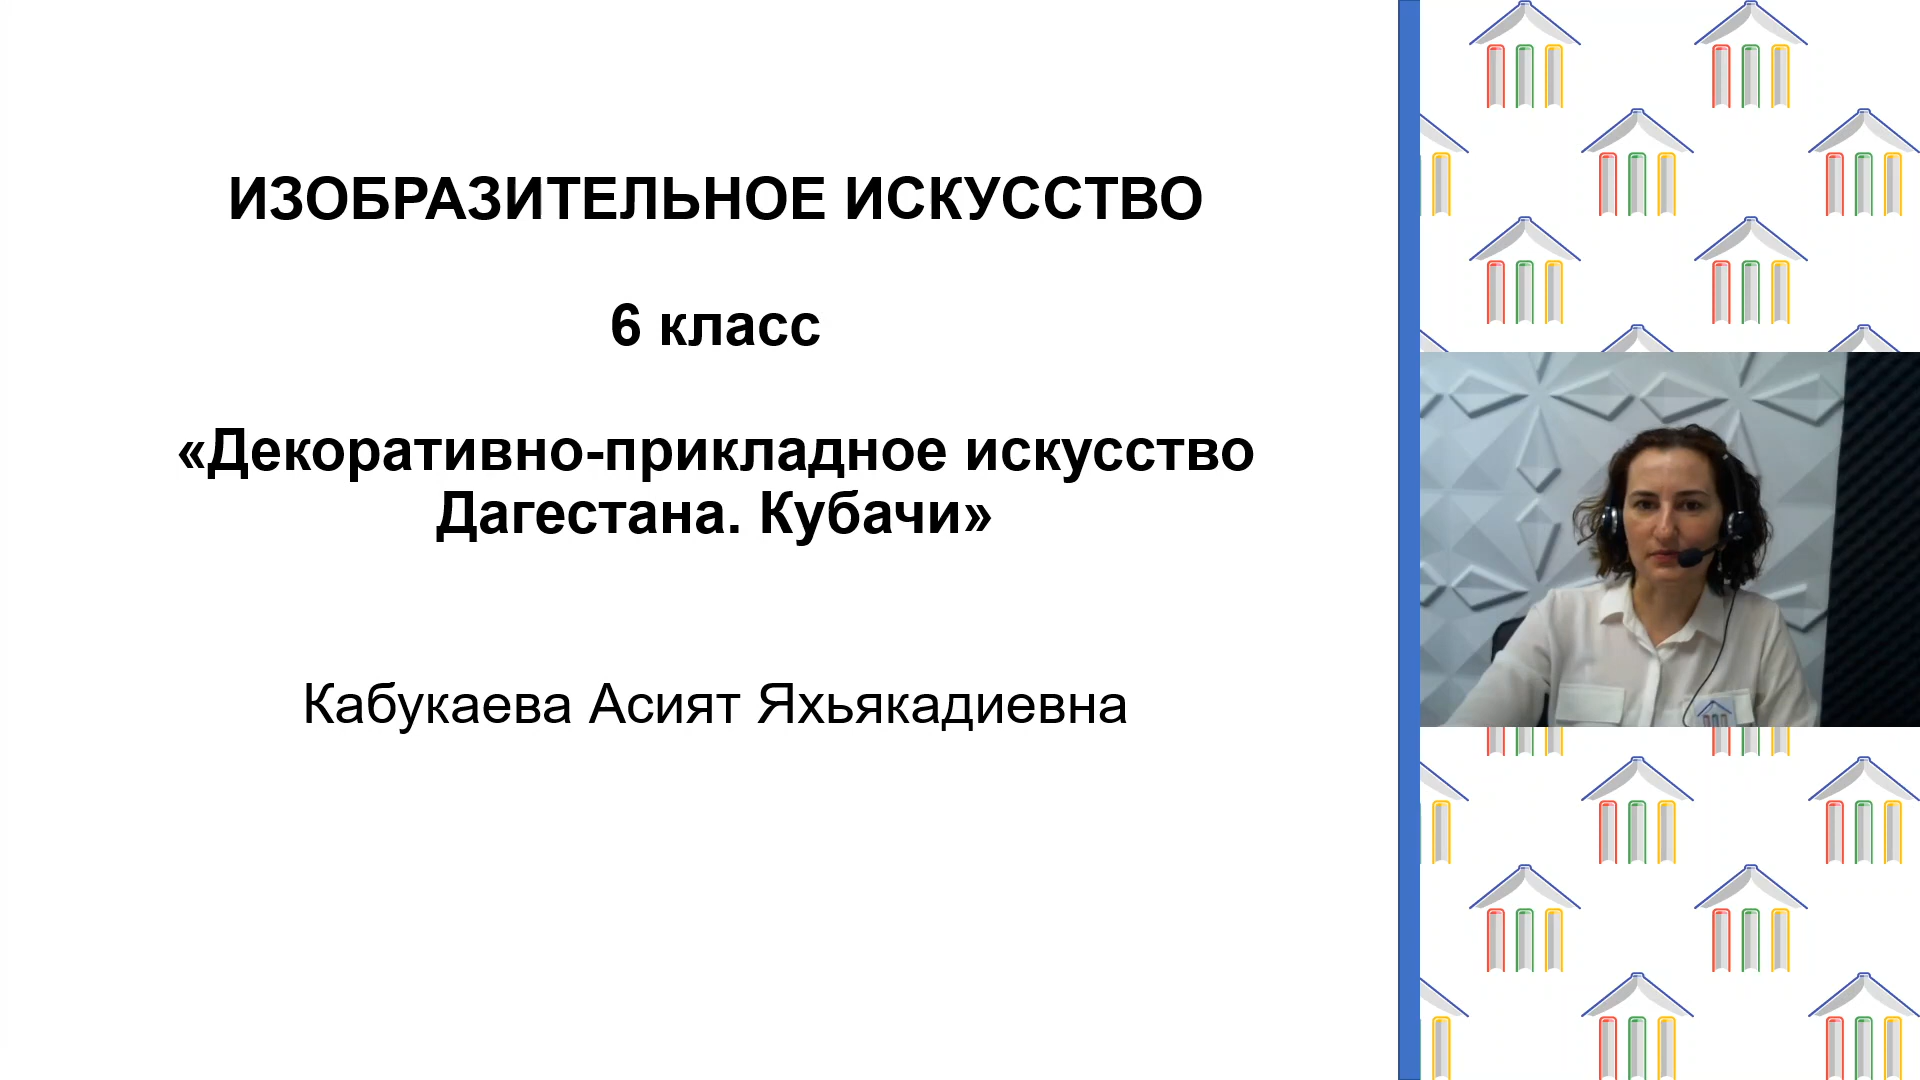 ИЗОБРАЗИТЕЛЬНОЕ ИСКУССТВО
6 класс
«Декоративно-прикладное искусство
Дагестана. Кубачи»
Кабукаева Асият Яхьякадиевна